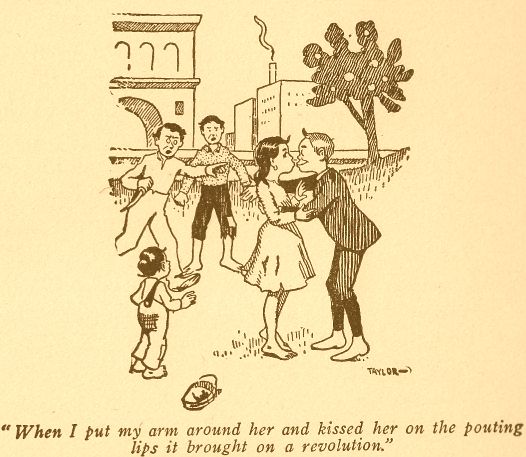 TAYLOR
"When I put my arm around her and kissed her on the pouting
lips it brought on a revolution."